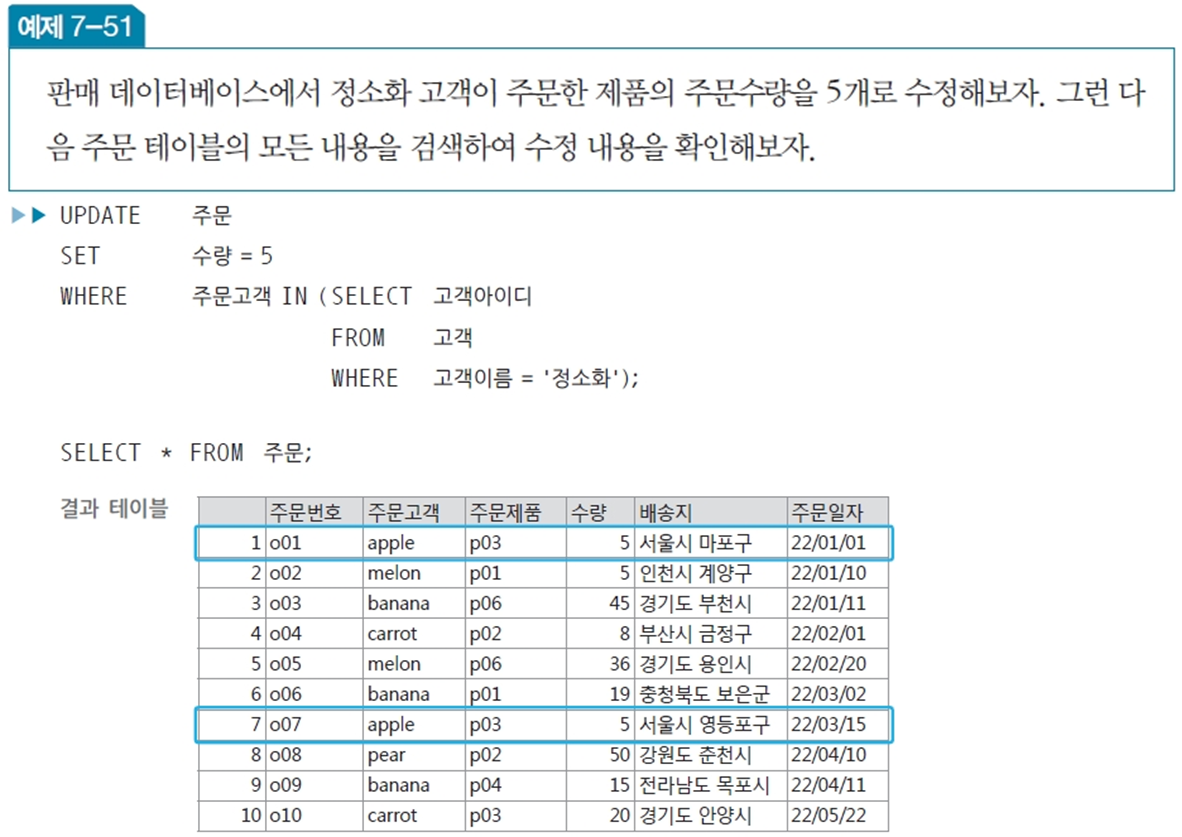 예제 7-51
판매 데이터베이스에서 정소화 고객이 주문한 제품의 주문수량을 5개로 수정해보자. 그런 다
음 주문 테이블의 모든 내용을 검색하여 수정 내용을 확인해보자.
UPDATE 주문
SET 수량 = 5
WHERE 주문고객 IN (SELECT 고객아이디
FROM 고객
WHERE 고객이름 = '정소화');
SELECT * FROM 주문;
결과 테이블
주문번호 주문고객 주문제품 수량 배송지 주문일자
1 o01 apple p03 5 서울시 마포구 22/01/01
2 o02 melon p01 5 인천시 계양구 22/01/10
3 o03 banana p06 45 경기도 부천시 22/01/11
4 o04 carrot p02 8 부산시 금정구 22/02/01
5 o05 melon p06 36 경기도 용인시 22/02/20
6 o06 banana p01 19 충청북도 보은군 22/03/02
7 o07 apple p03 5 서울시 영등포구 22/03/15
8 o08 pear p02 50 강원도 춘천시 22/04/10
9 o09 banana p04 15 전라남도 목포시 22/04/11
10 o10 carrot p03 20 경기도 안양시 22/05/22